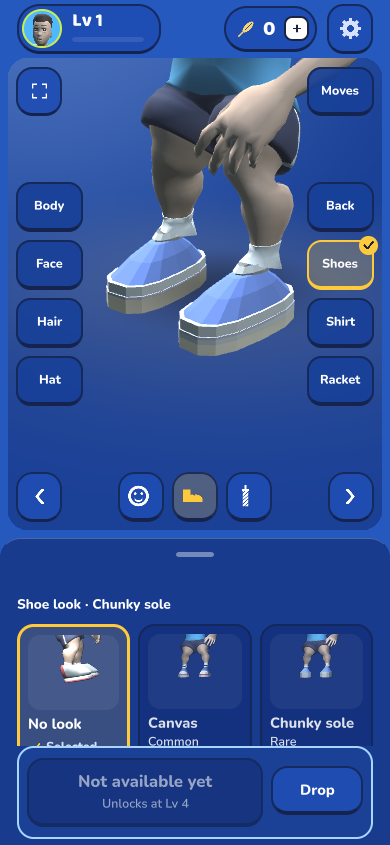 Lv 1
0
+
Moves
Body
Back
Face
Shoes
Hair
Shirt
Hat
Racket
Shoe look · Chunky sole
No look
✓ Selected
Canvas
Common
Chunky sole
Rare
Not available yet
Unlocks at Lv 4
Drop